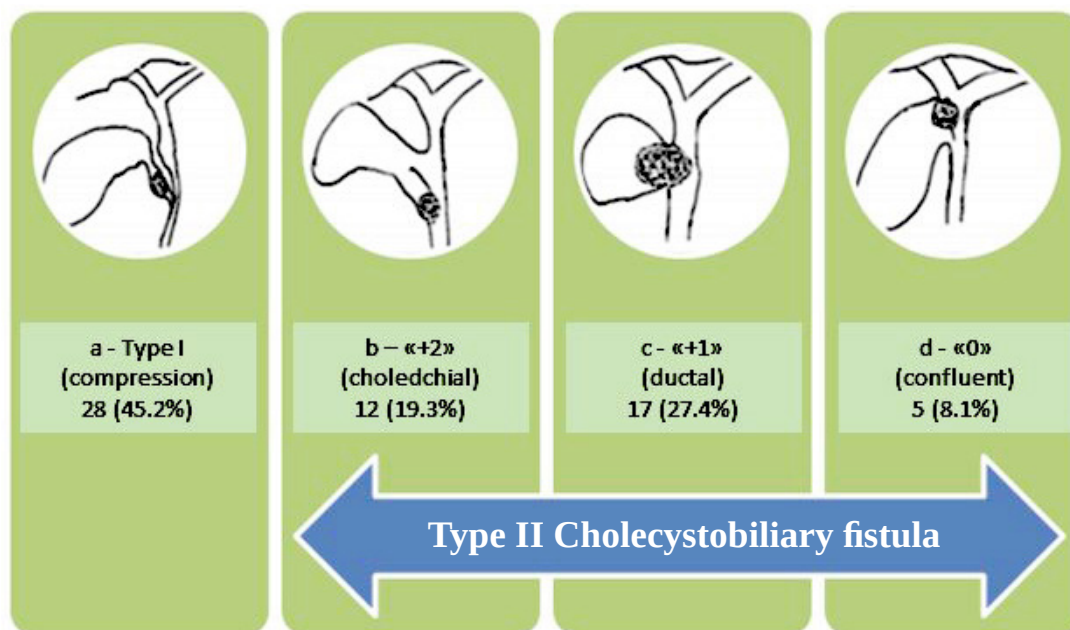 a - Type I
(compression)
28 (45.2%)
b – «+2»
(choledchial)
12 (19.3%)
c - «+1»
(ductal)
17 (27.4%)
d - «0»
(confluent)
5 (8.1%)
Type II Cholecystobiliary fistula